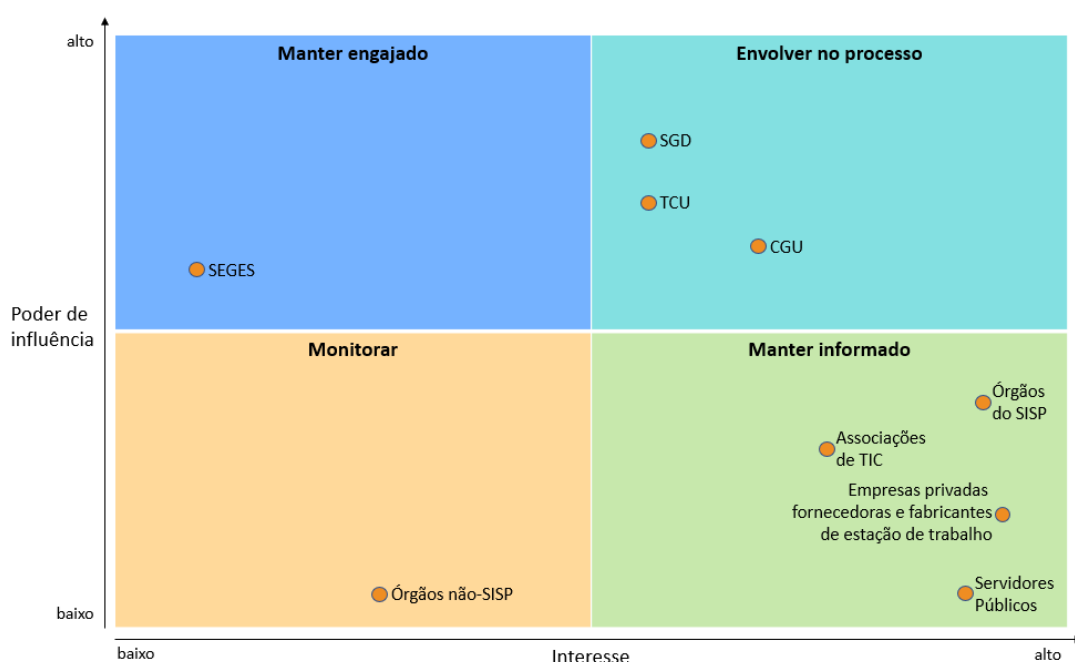 alto
Manter engajado
Envolver no processo
SGD
TCU
CGU
SEGES
Poder de
influência
Monitorar
Manter informado
Órgãos
do SISP
Associações
de TIC
Empresas privadas
fornecedoras e fabricantes
de estação de trabalho
Órgãos não-SISP
Servidores
Públicos
baixo
baixo
Interesse
alto